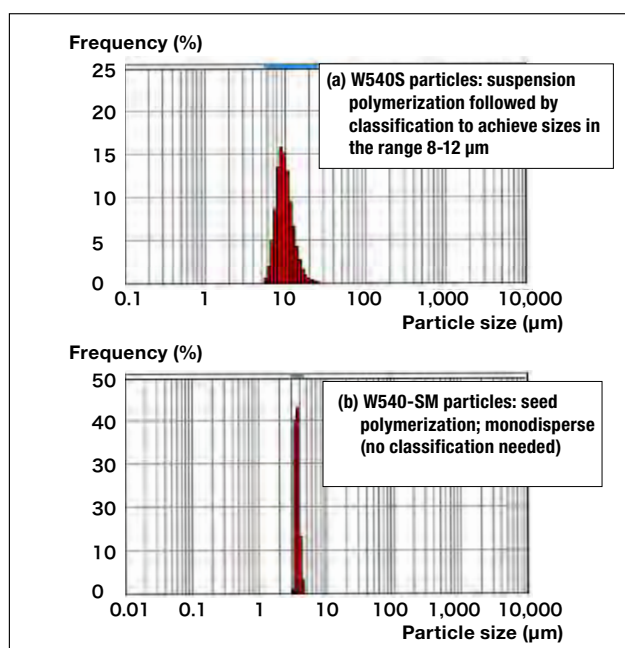 Frequency (%)
25
20
15
10
5
0
(a) W540S particles: suspension
polymerization followed by
classification to achieve sizes in
the range 8-12 µm
0.1 1 10 100 1,000 10,000
Particle size (µm)
Frequency (%)
50
40
30
30
10
0
(b) W540-SM particles: seed
polymerization; monodisperse
(no classification needed)
0.01 0.1 1 10 100 1,000 10,000
Particle size (µm)